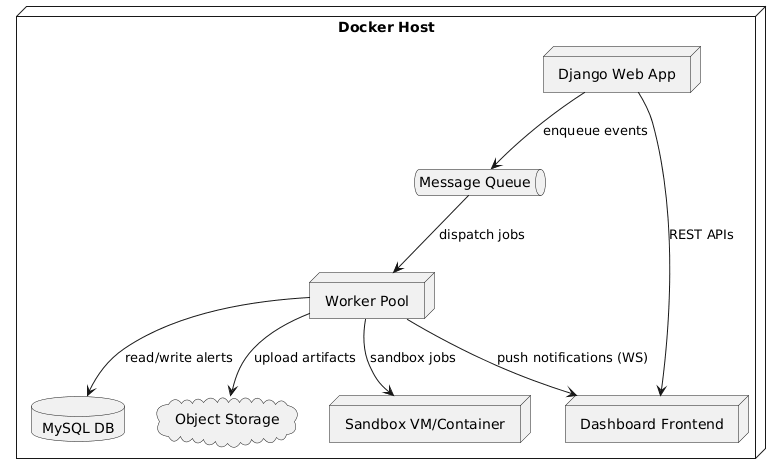 Docker Host
Django Web App
enqueue events
Message Queue
dispatch jobs
REST APIs
Worker Pool
read/write alerts
upload artifacts
sandbox jobs
push notifications (WS)
MySQL DB
Object Storage
Sandbox VM/Container
Dashboard Frontend